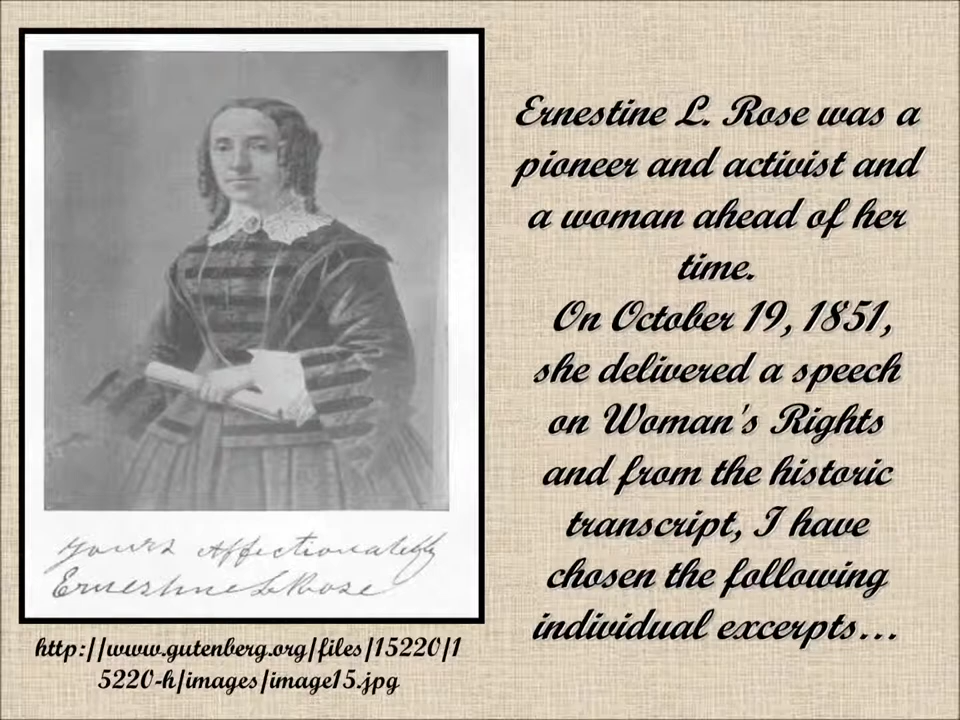 Ernestine L. Rose was a
pioneer and activist and
a woman ahead of her
time.
On October 19, 1851,
she delivered a speech
on Woman's Rights
and from the historic
transcript, I have
chosen the following
individual excerpts...
Yours Affectionately
Ernestine L Rose
http://www.gutenberg.org/files/15220/1
5220-h/images/image15.jpg